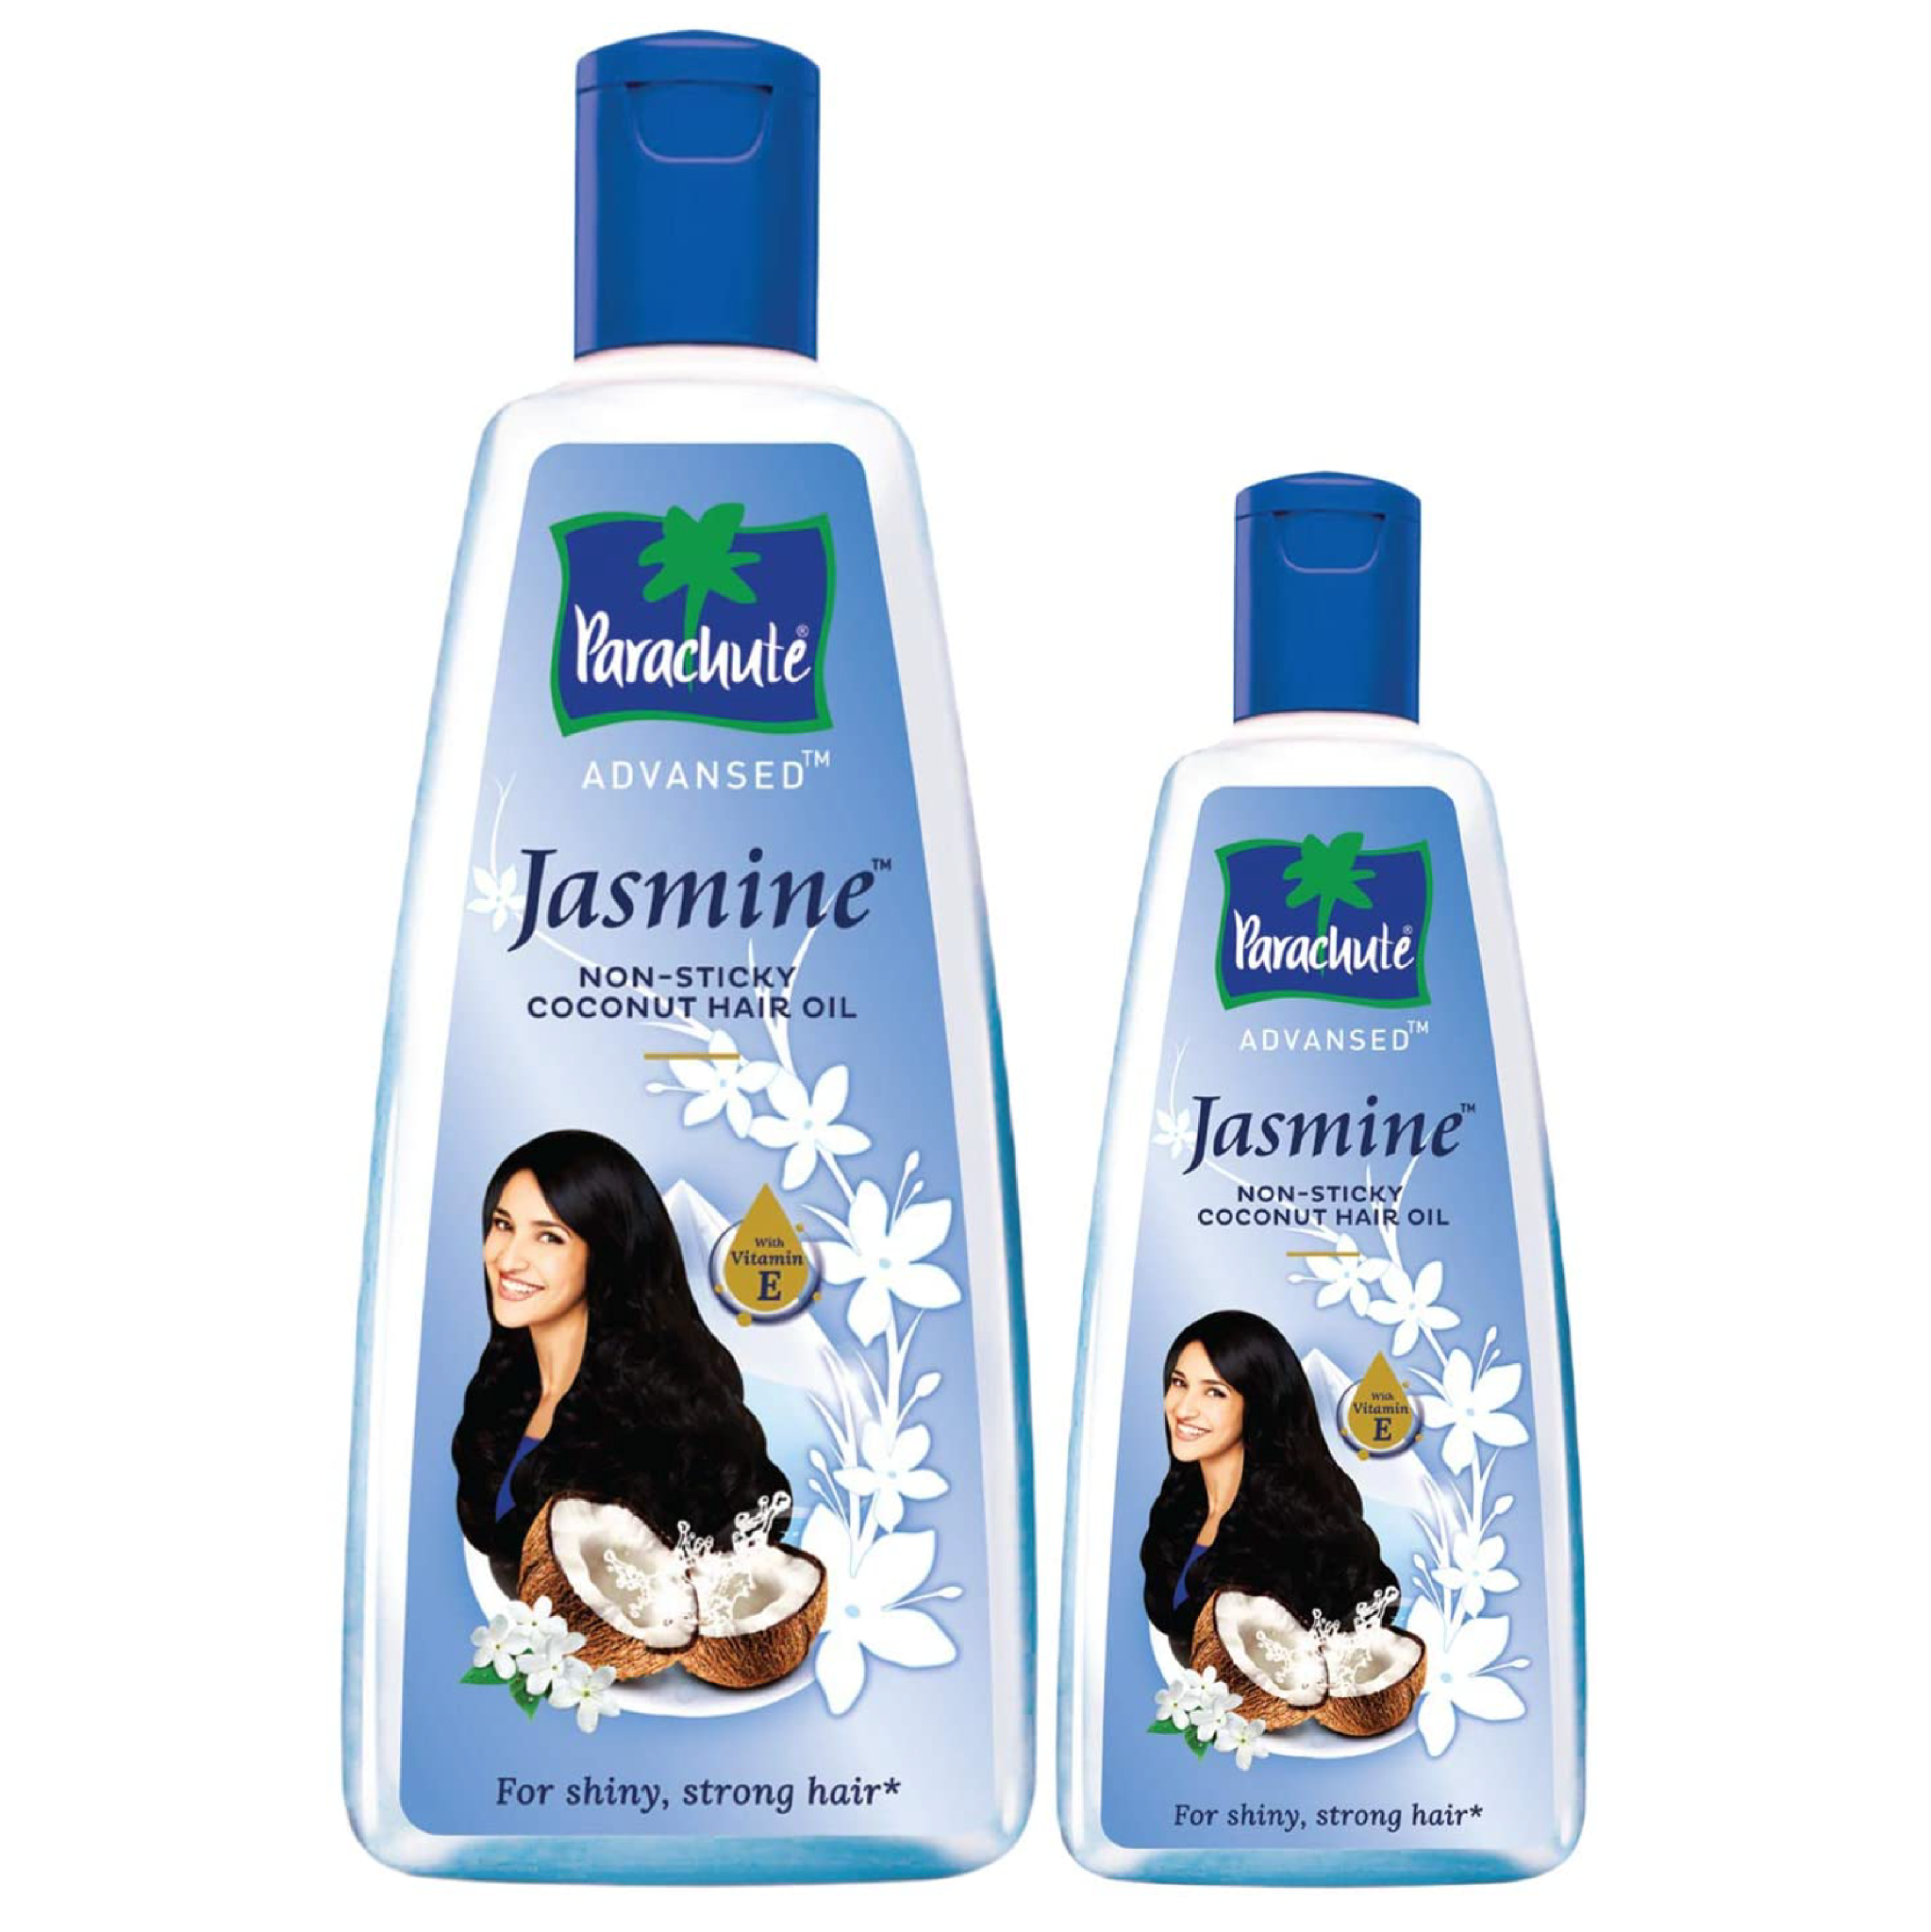 Parachute®
ADVANSED™
Jasmine™
NON-STICKY
COCONUT HAIR OIL
With
Vitamin
E
For shiny, strong hair*
Parachute®
ADVANSED™
Jasmine™
NON-STICKY
COCONUT HAIR OIL
With
Vitamin
E
For shiny, strong hair*